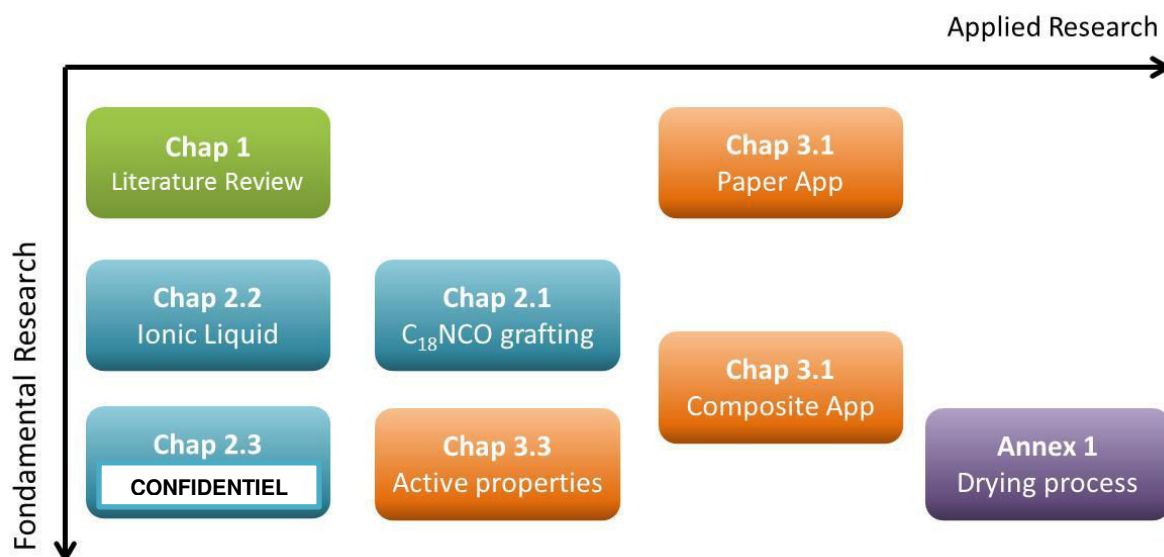 Applied Research
Fondamental Research
Chap 1
Literature Review
Chap 3.1
Paper App
Chap 2.2
Ionic Liquid
Chap 2.1
C₁₈NCO grafting
Chap 3.1
Composite App
Chap 2.3
CONFIDENTIEL
Chap 3.3
Active properties
Annex 1
Drying process